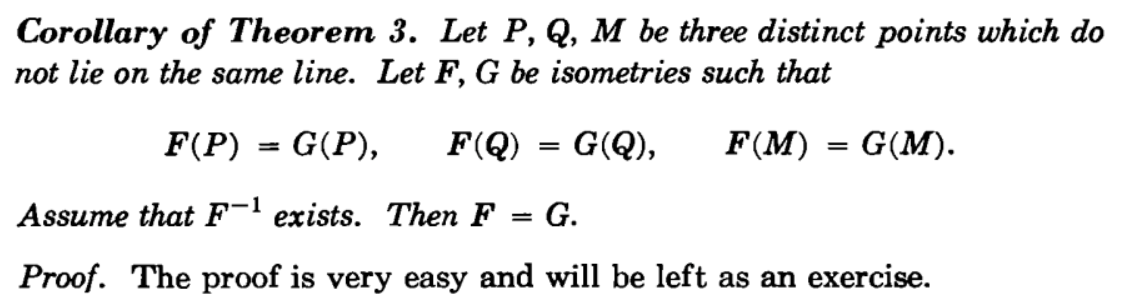 Corollary of Theorem 3. Let P, Q, M be three distinct points which do
not lie on the same line. Let F, G be isometries such that
F(P) = G(P), F(Q) = G(Q), F(M) = G(M).
Assume that F⁻¹ exists. Then F = G.
Proof. The proof is very easy and will be left as an exercise.